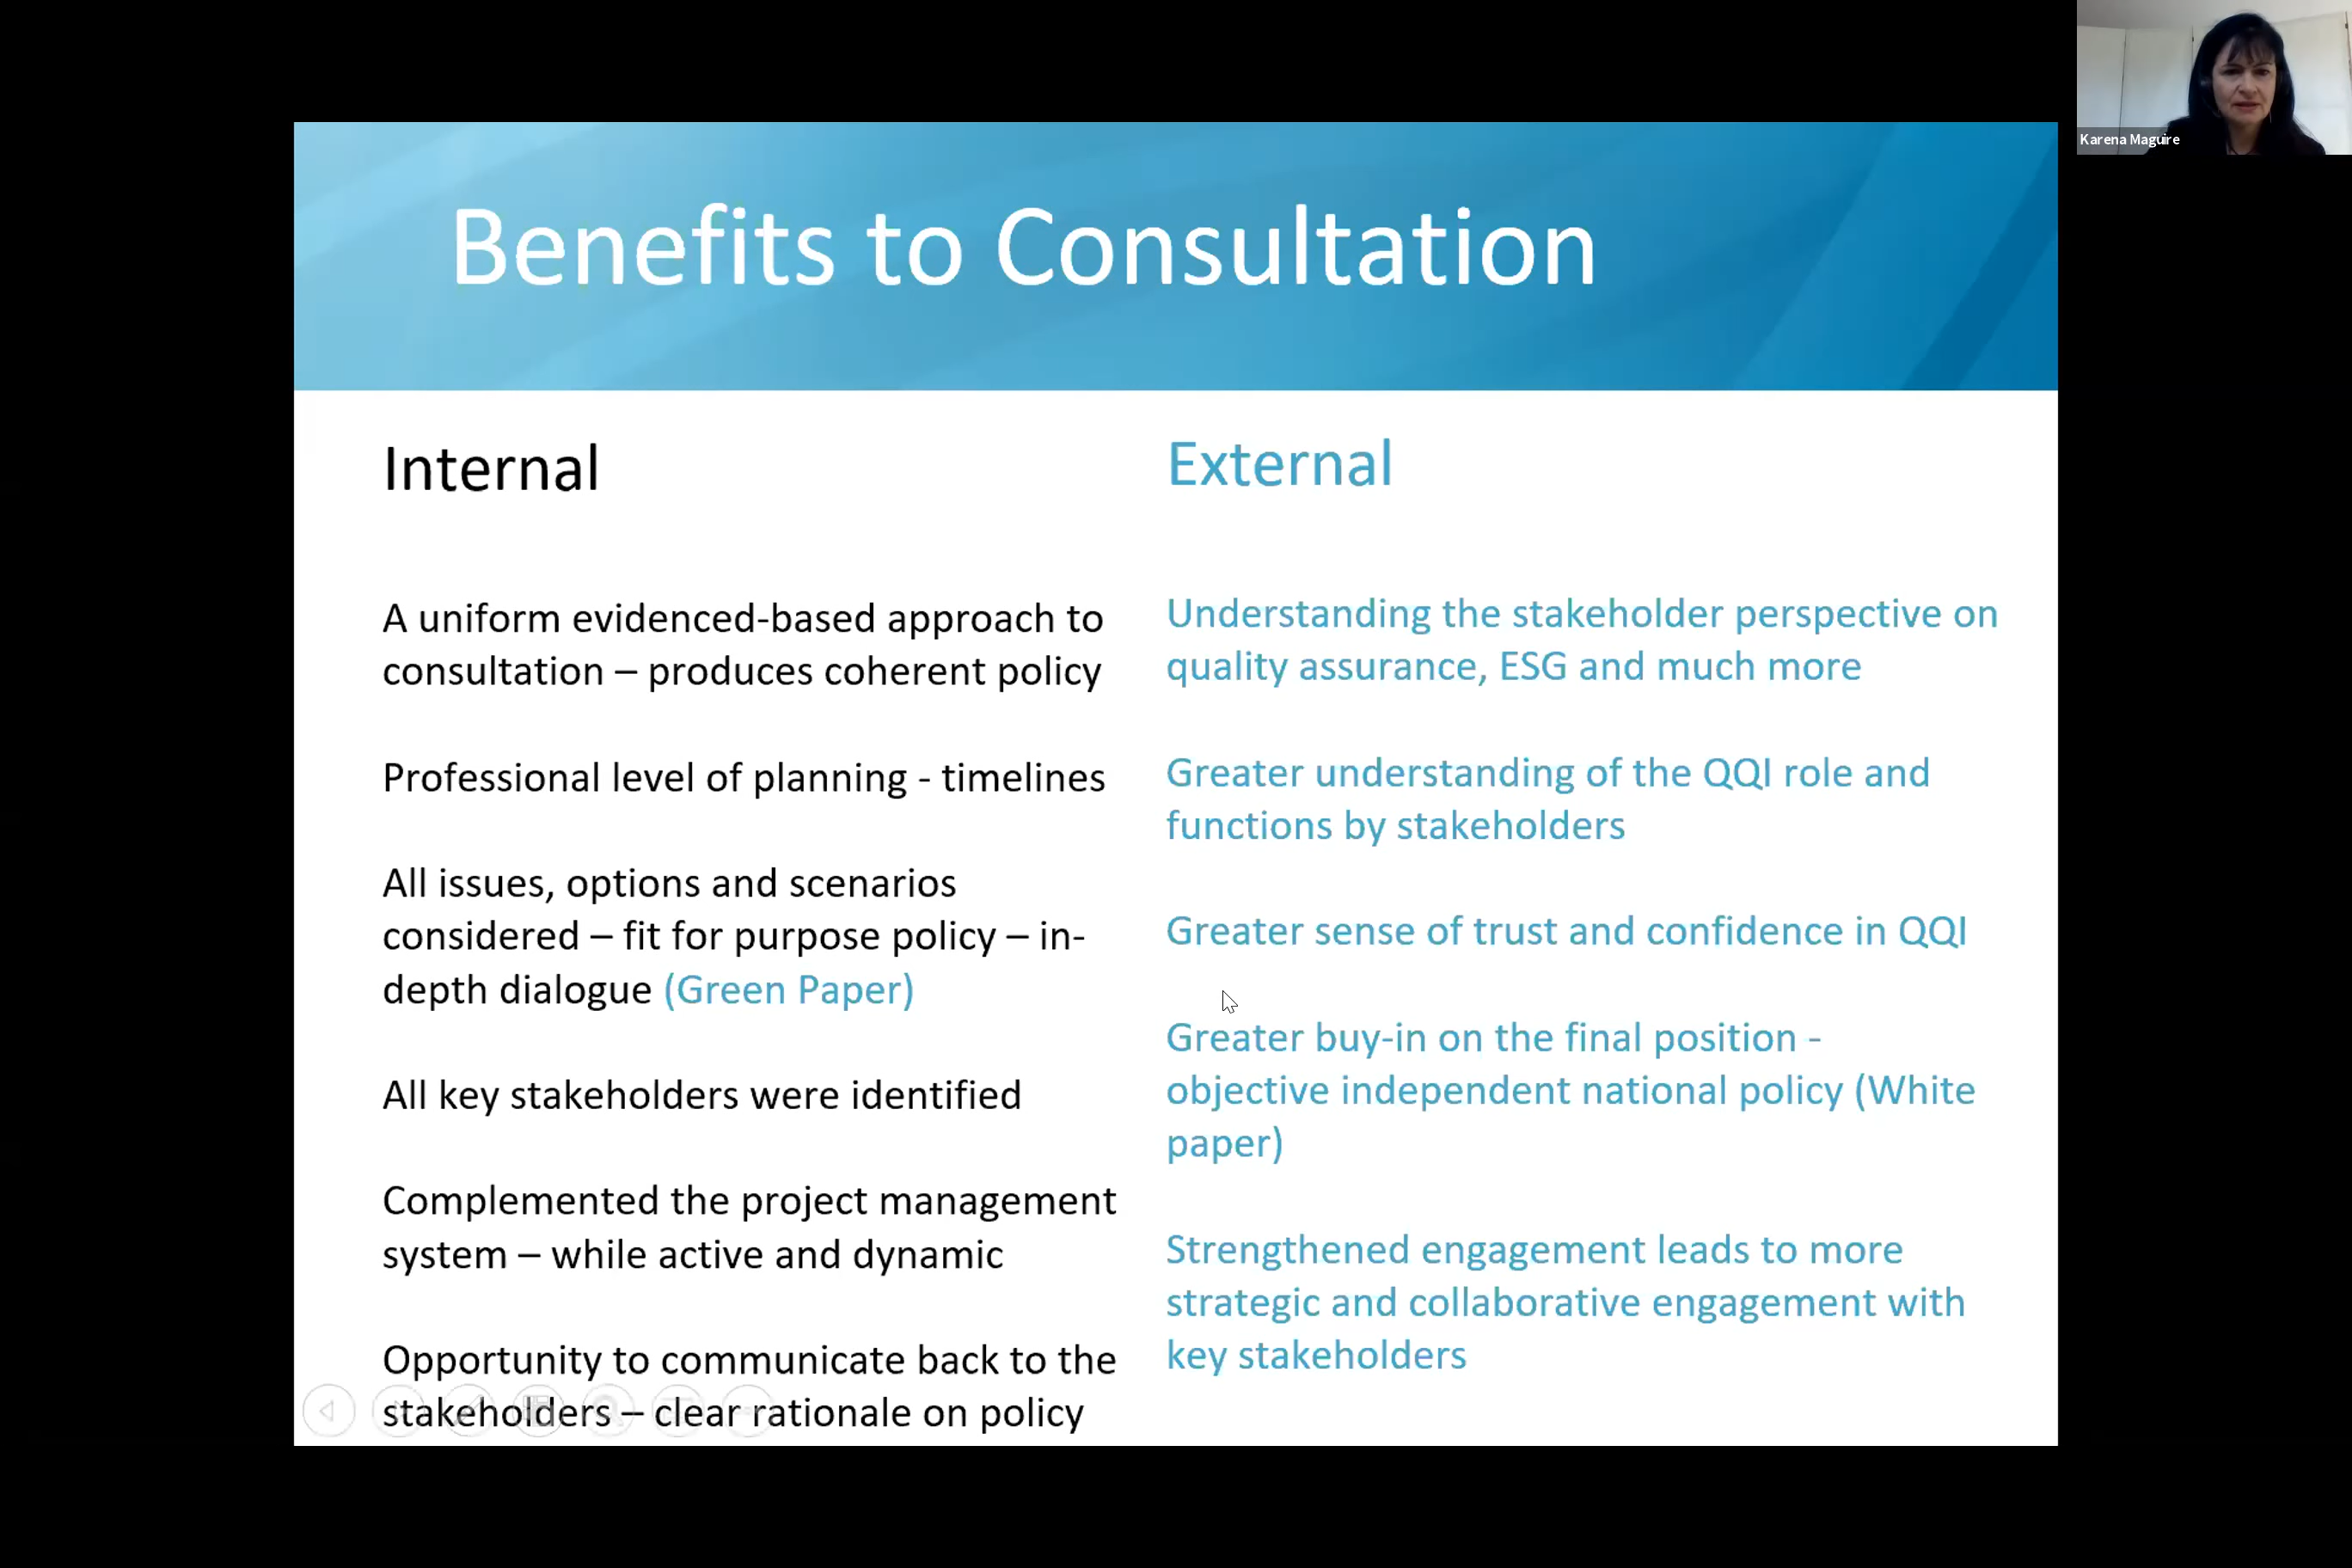 Karena Maguire
Benefits to Consultation
Internal
A uniform evidenced-based approach to
consultation – produces coherent policy
Professional level of planning - timelines
All issues, options and scenarios
considered – fit for purpose policy – in-
depth dialogue (Green Paper)
All key stakeholders were identified
Complemented the project management
system – while active and dynamic
Opportunity to communicate back to the
stakeholders – clear rationale on policy
External
Understanding the stakeholder perspective on
quality assurance, ESG and much more
Greater understanding of the QQI role and
functions by stakeholders
Greater sense of trust and confidence in QQI
Greater buy-in on the final position -
objective independent national policy (White
paper)
Strengthened engagement leads to more
strategic and collaborative engagement with
key stakeholders